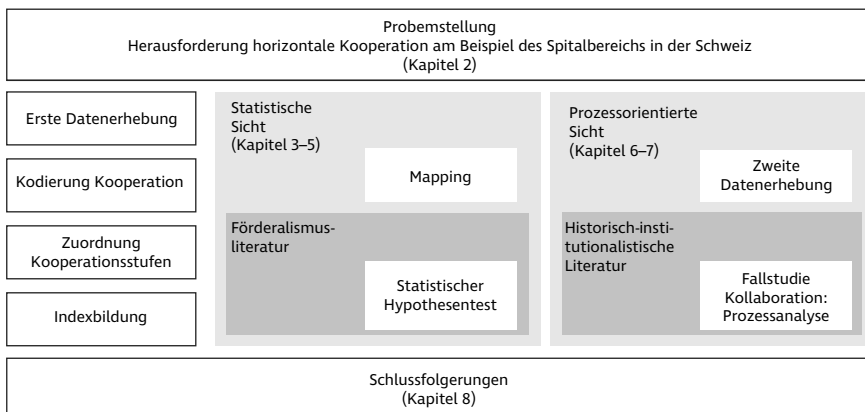 Probemstellung
Herausforderung horizontale Kooperation am Beispiel des Spitalbereichs in der Schweiz
(Kapitel 2)
Erste Datenerhebung
Kodierung Kooperation
Zuordnung
Kooperationsstufen
Indexbildung
Statistische
Sicht
(Kapitel 3–5)
Mapping
Förderalismus-
literatur
Statistischer
Hypothesentest
Prozessorientierte
Sicht
(Kapitel 6–7)
Zweite
Datenerhebung
Historisch-insti-
tutionalistische
Literatur
Fallstudie
Kollaboration:
Prozessanalyse
Schlussfolgerungen
(Kapitel 8)